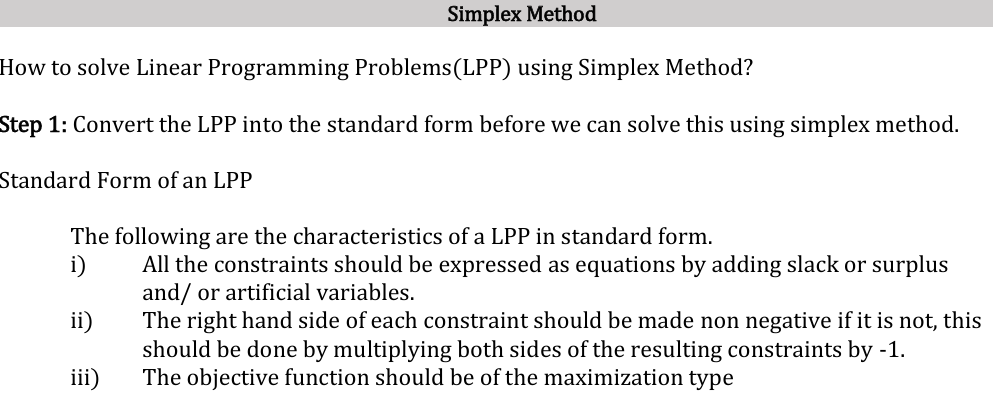 Simplex Method
How to solve Linear Programming Problems(LPP) using Simplex Method?
Step 1: Convert the LPP into the standard form before we can solve this using simplex method.
Standard Form of an LPP
The following are the characteristics of a LPP in standard form.
i) All the constraints should be expressed as equations by adding slack or surplus
and/ or artificial variables.
ii) The right hand side of each constraint should be made non negative if it is not, this
should be done by multiplying both sides of the resulting constraints by -1.
iii) The objective function should be of the maximization type